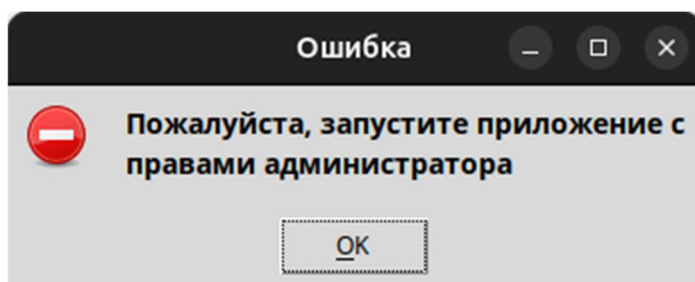 Ошибка
Пожалуйста, запустите приложение с
правами администратора
OK